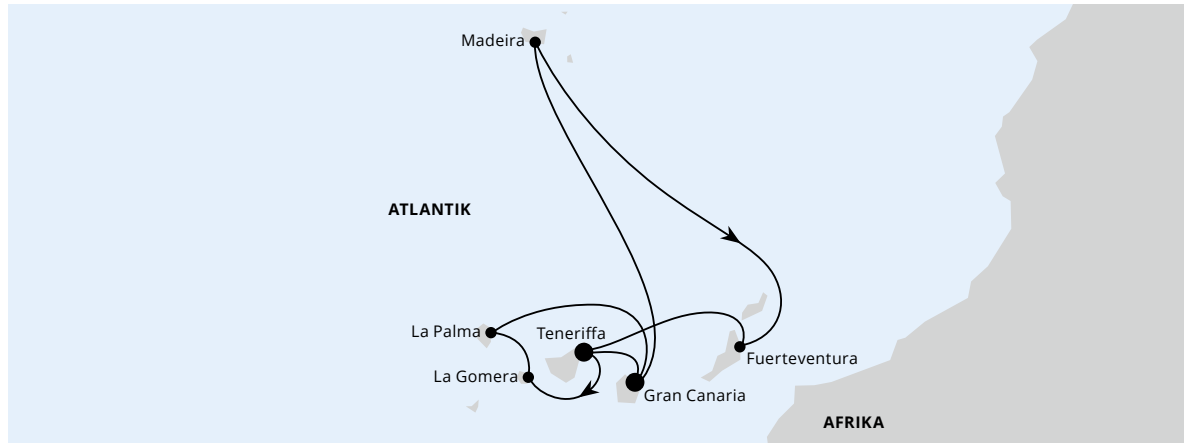 Madeira
ATLANTIK
La Palma
Teneriffa
Fuerteventura
La Gomera
Gran Canaria
AFRIKA